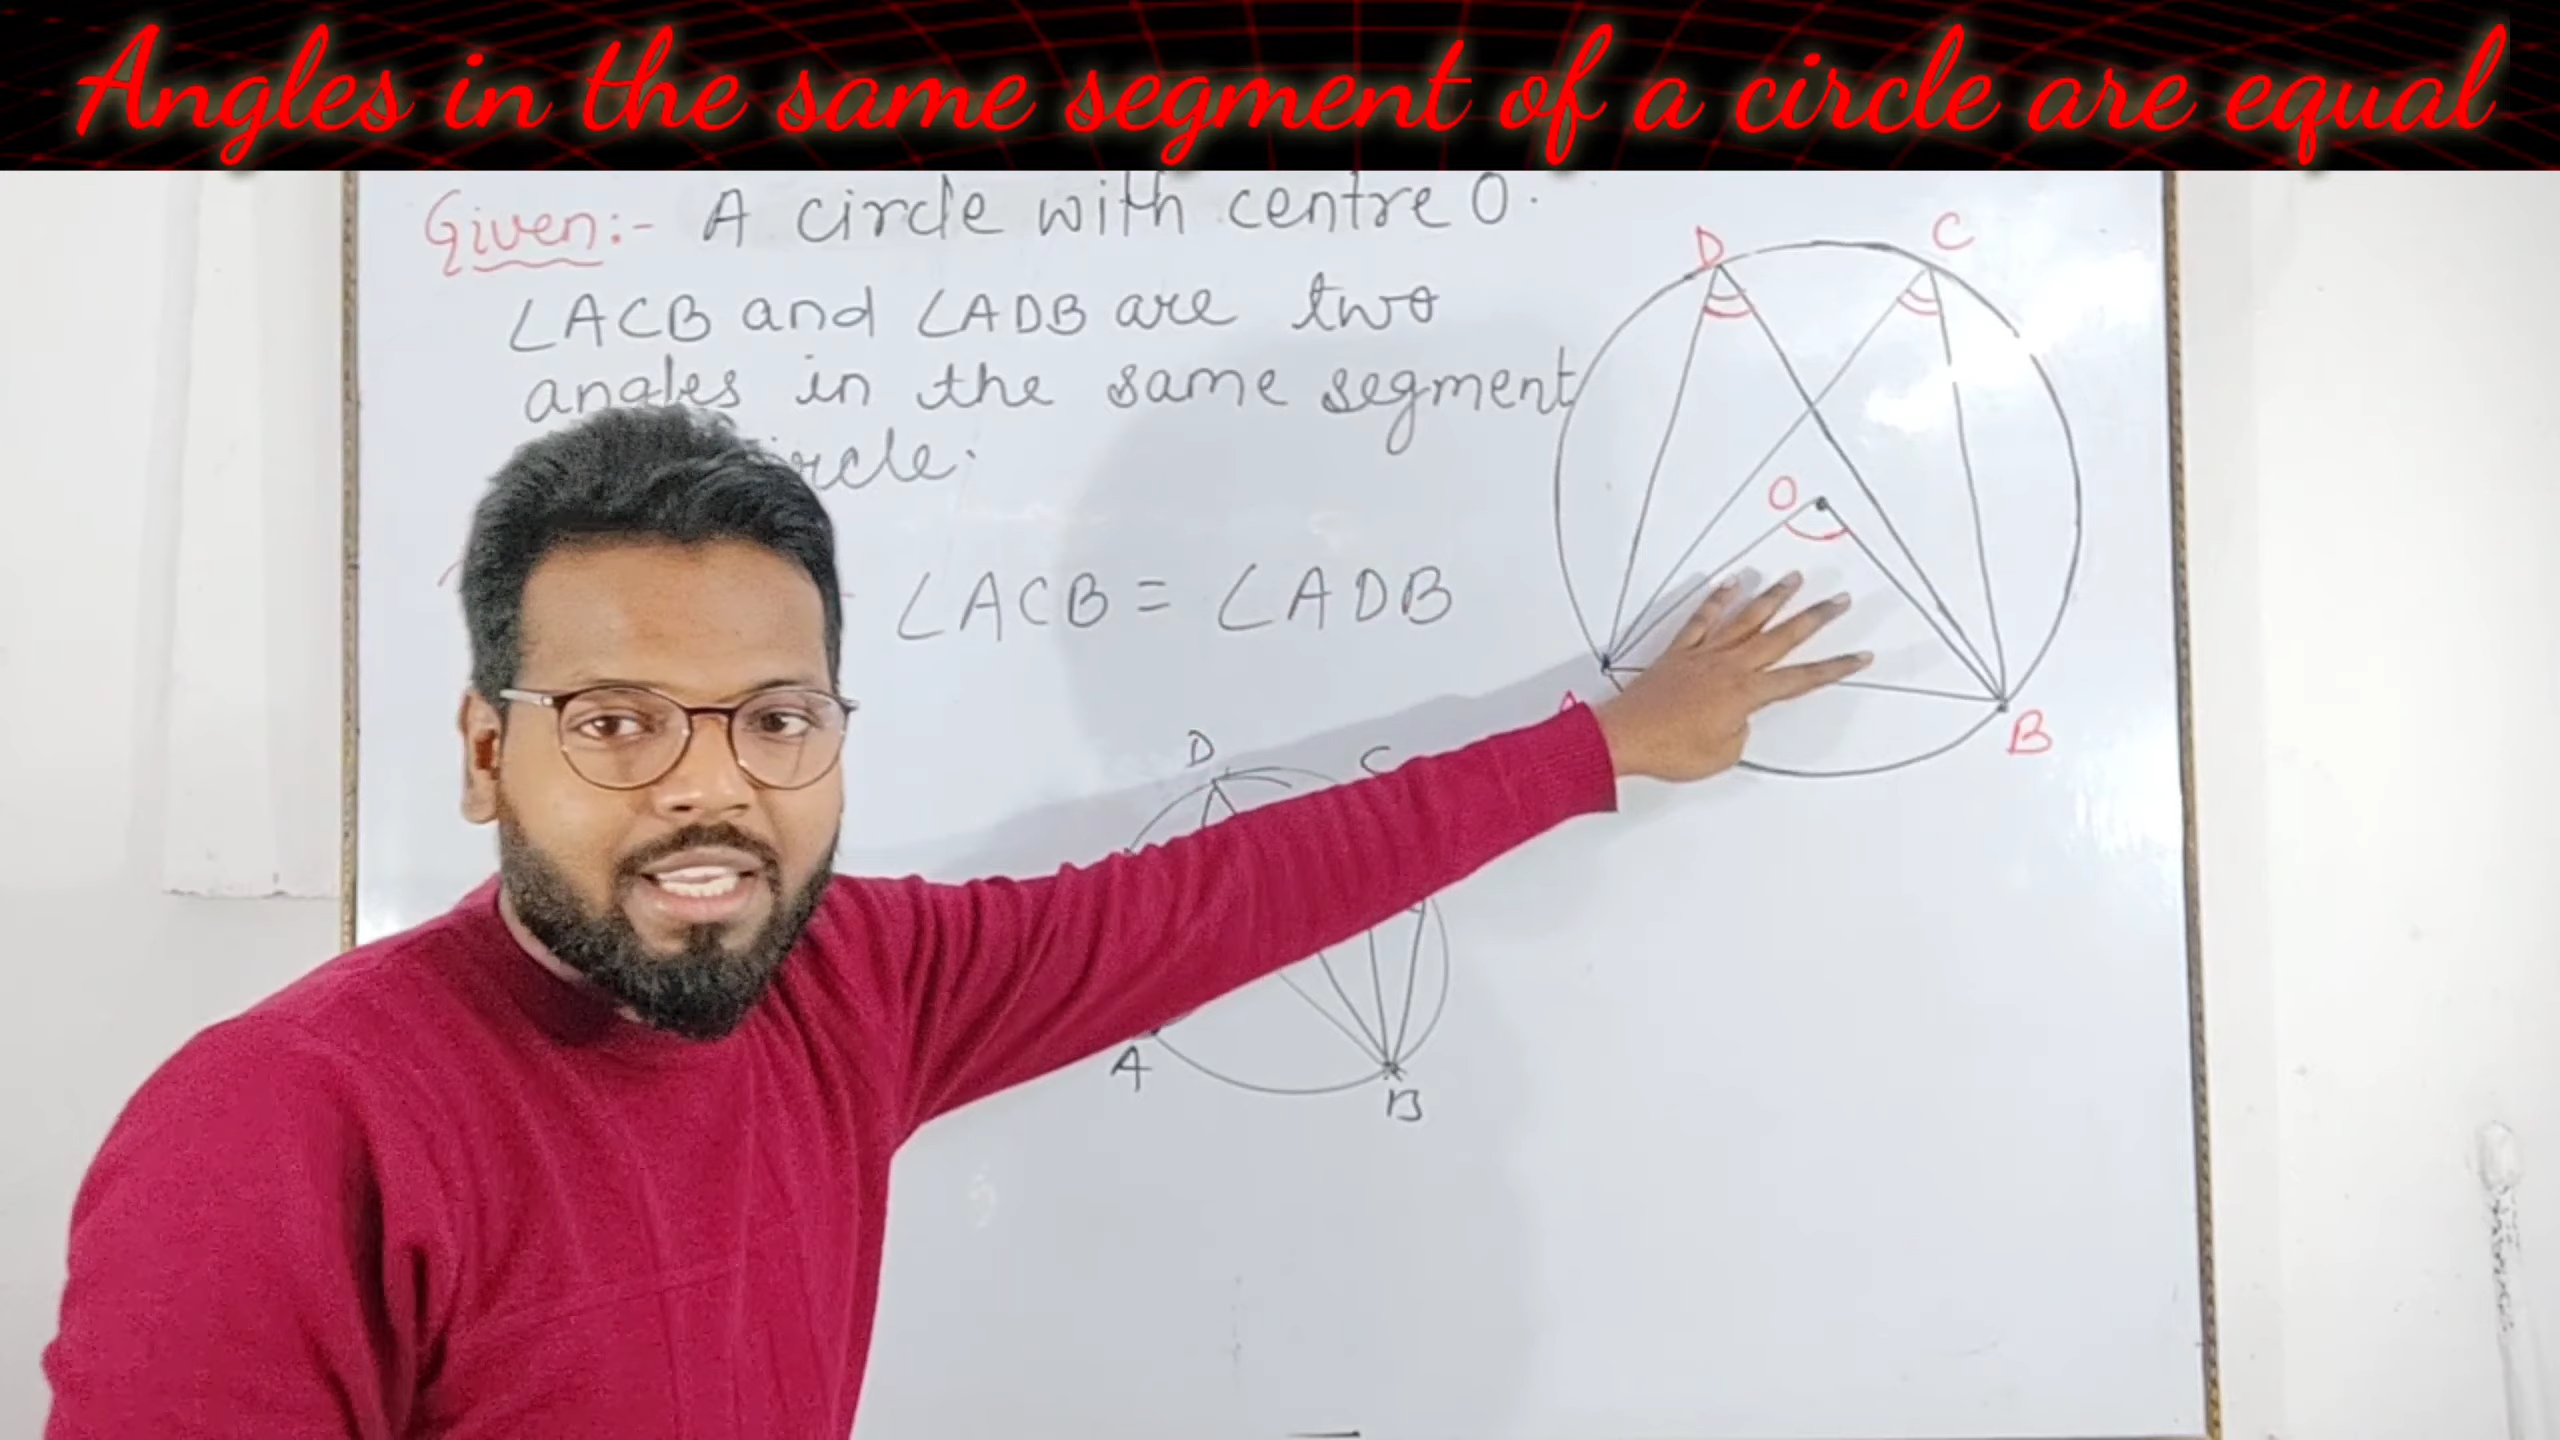 Angles in the same segment of a circle are equal
Given:- A circle with centre O.
∠ACB and ∠ADB are two
angles in the same segment
circle.
∠ACB = ∠ADB
D C
O
A
B
D C
A
B